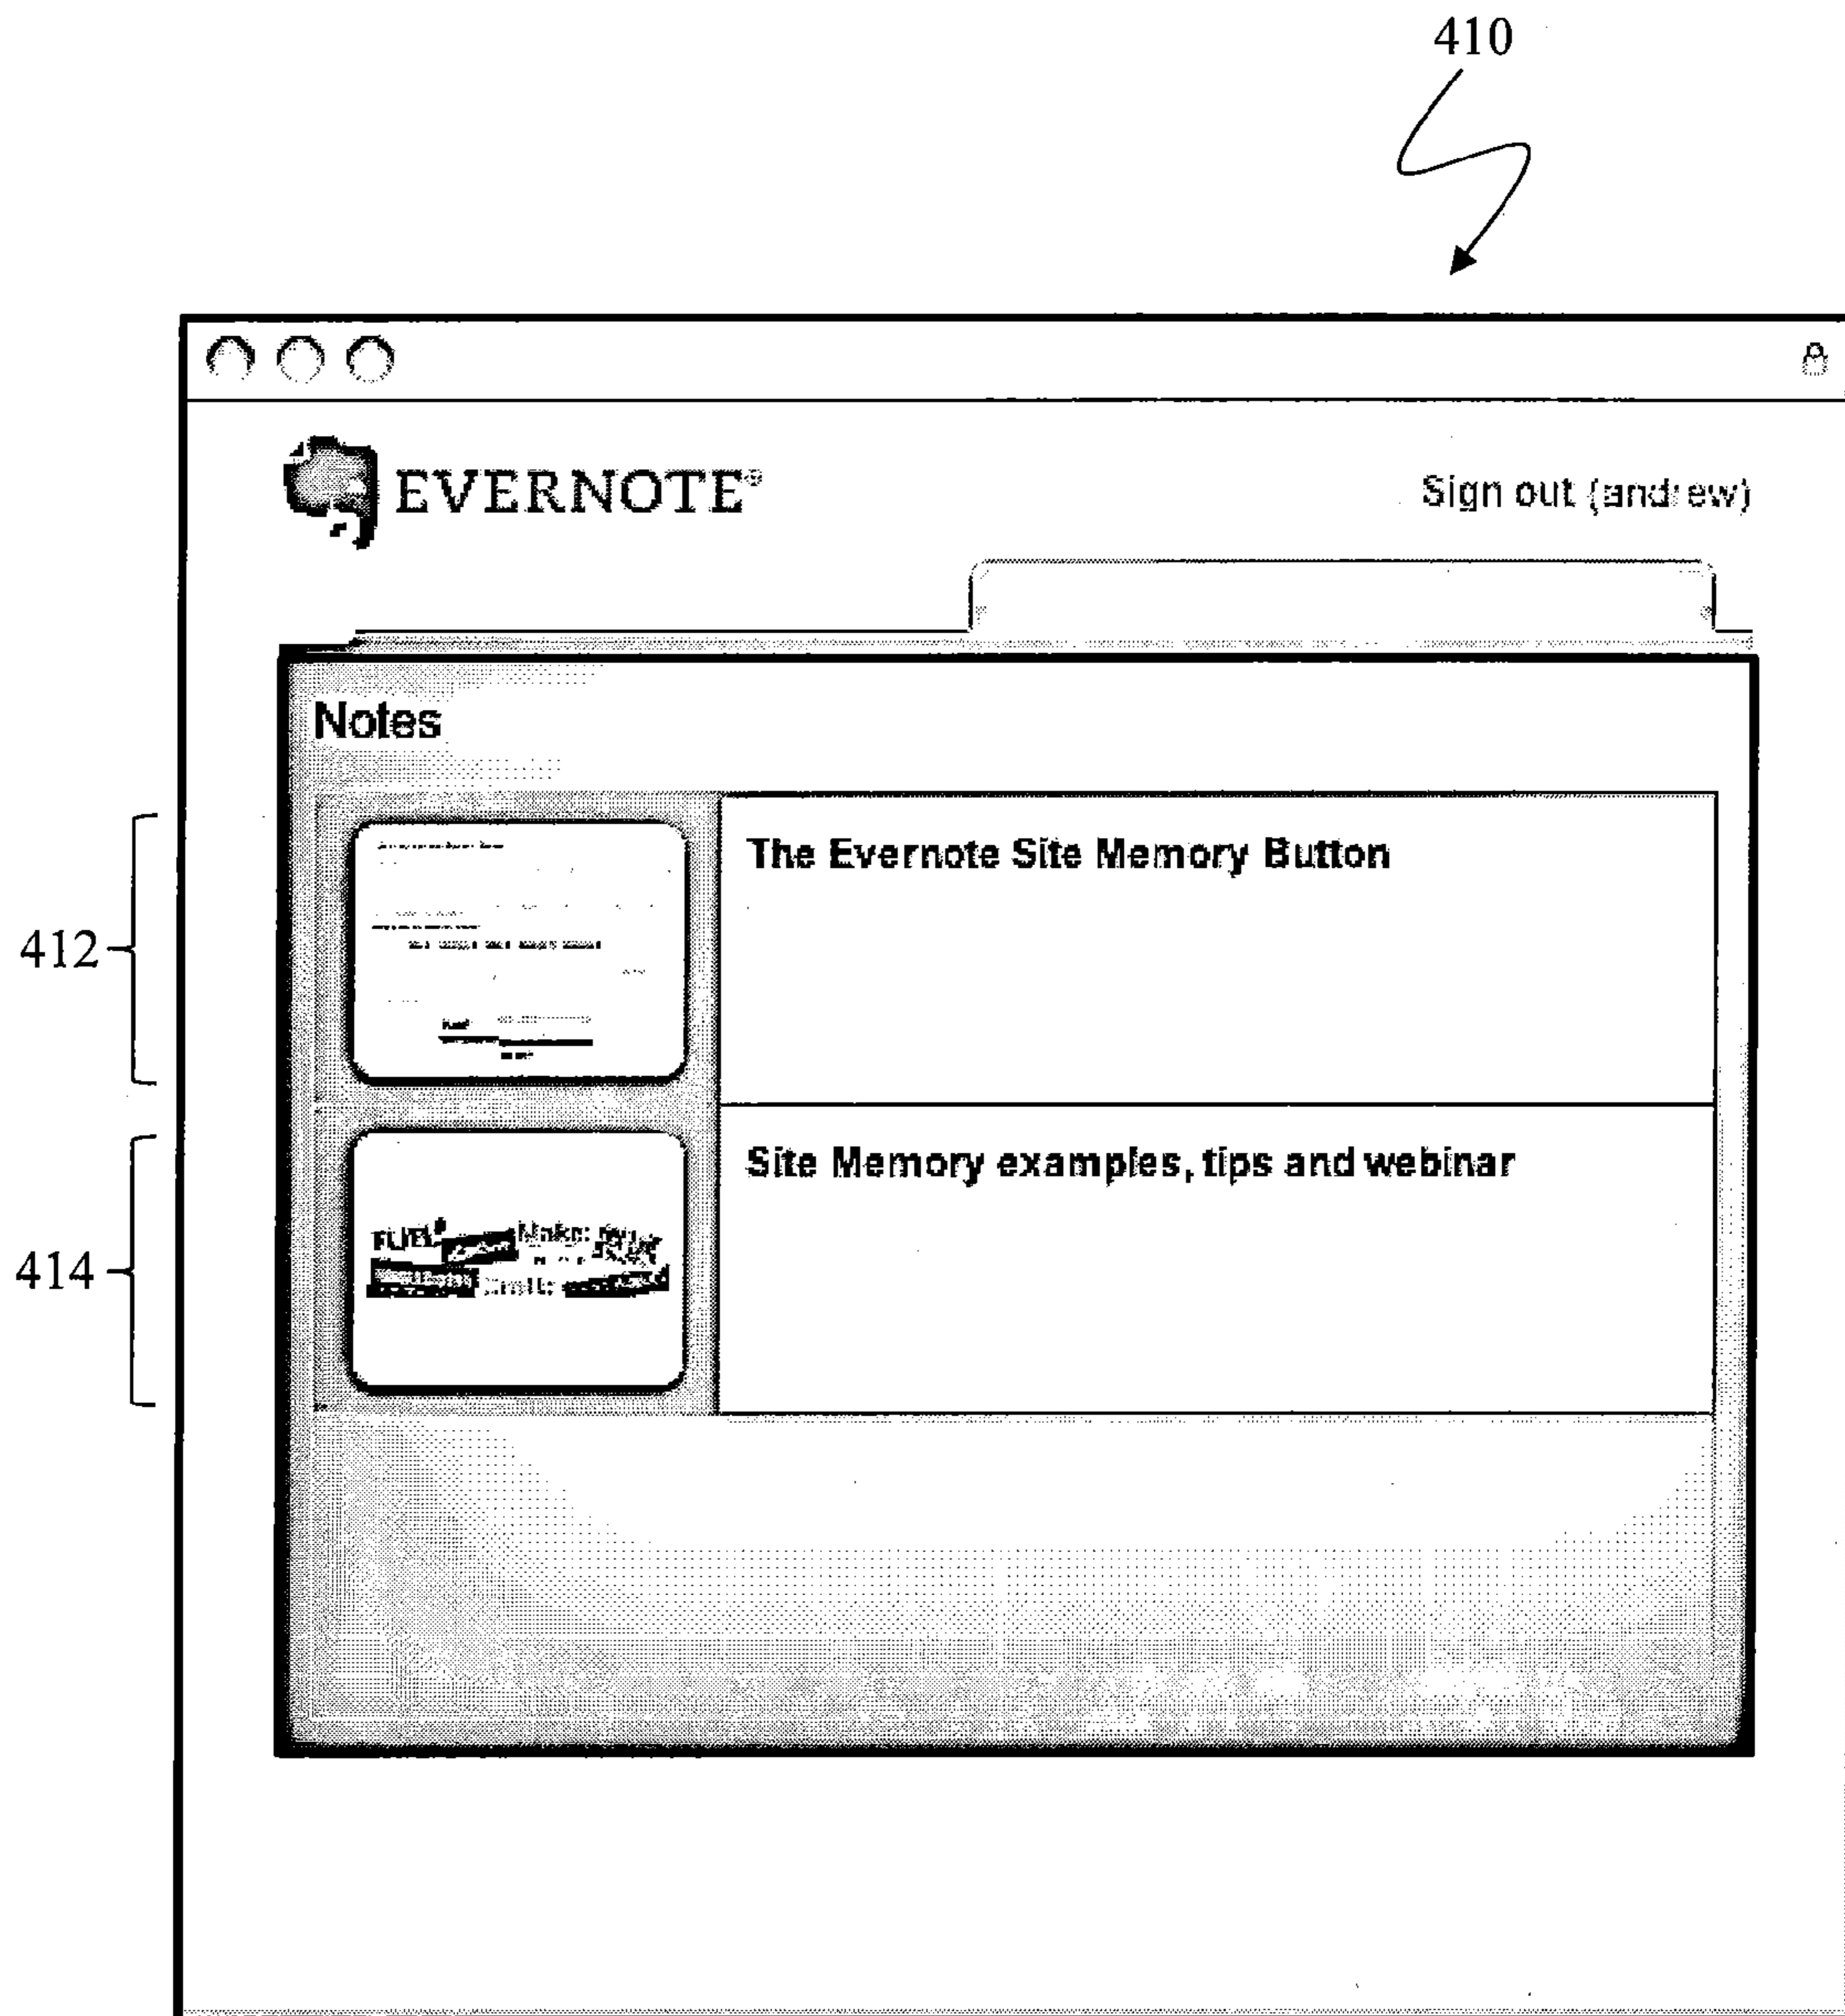 410
EVERNOTE®
Sign out (andrew)
Notes
412
The Evernote Site Memory Button
414
Site Memory examples, tips and webinar
FUEL